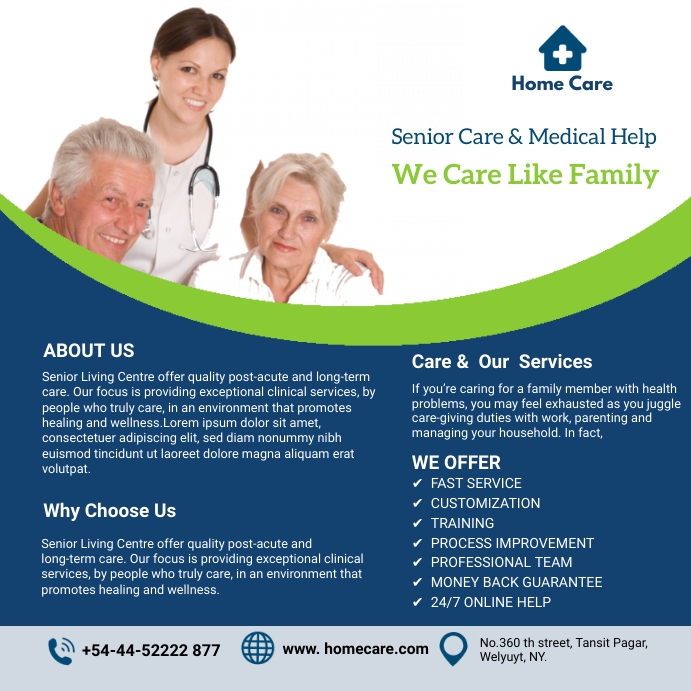 Home Care
Senior Care & Medical Help
We Care Like Family
ABOUT US
Senior Living Centre offer quality post-acute and long-term
care. Our focus is providing exceptional clinical services, by
people who truly care, in an environment that promotes
healing and wellness.Lorem ipsum dolor sit amet,
consectetuer adipiscing elit, sed diam nonummy nibh
euismod tincidunt ut laoreet dolore magna aliquam erat
volutpat.
Why Choose Us
Senior Living Centre offer quality post-acute and
long-term care. Our focus is providing exceptional clinical
services, by people who truly care, in an environment that
promotes healing and wellness.
Care & Our Services
If you're caring for a family member with health
problems, you may feel exhausted as you juggle
care-giving duties with work, parenting and
managing your household. In fact,
WE OFFER
✔ FAST SERVICE
✔ CUSTOMIZATION
✔ TRAINING
✔ PROCESS IMPROVEMENT
✔ PROFESSIONAL TEAM
✔ MONEY BACK GUARANTEE
✔ 24/7 ONLINE HELP
+54-44-52222 877
www. homecare.com
No.360 th street, Tansit Pagar,
Welyuyt, NY.